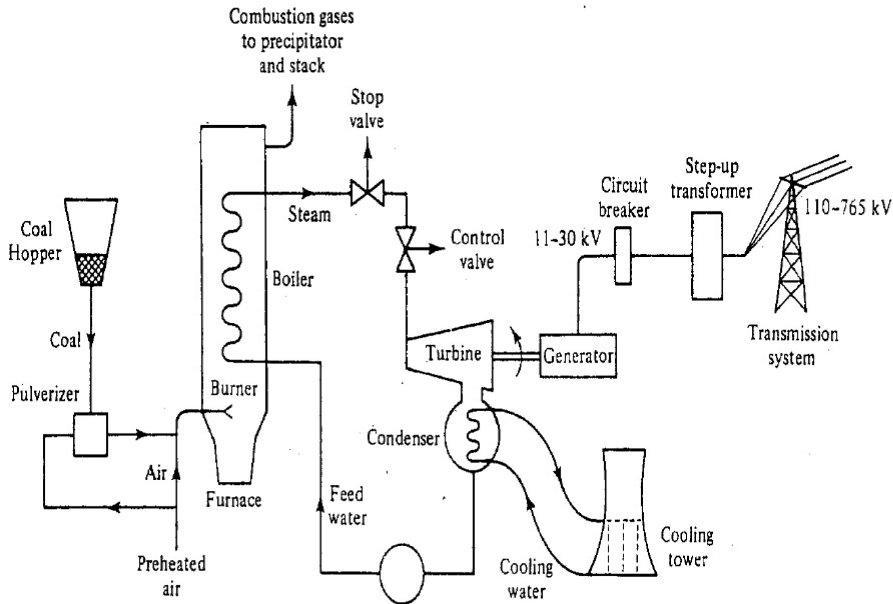 Combustion gases
to precipitator
and stack
Stop
valve
Step-up
transformer
Circuit
breaker
110–765 kV
11–30 kV
Coal
Hopper
Steam
Control
valve
Boiler
Transmission
system
Coal
Turbine
Generator
Pulverizer
Burner
Condenser
Air
Furnace
Feed
water
Preheated
air
Cooling
water
Cooling
tower